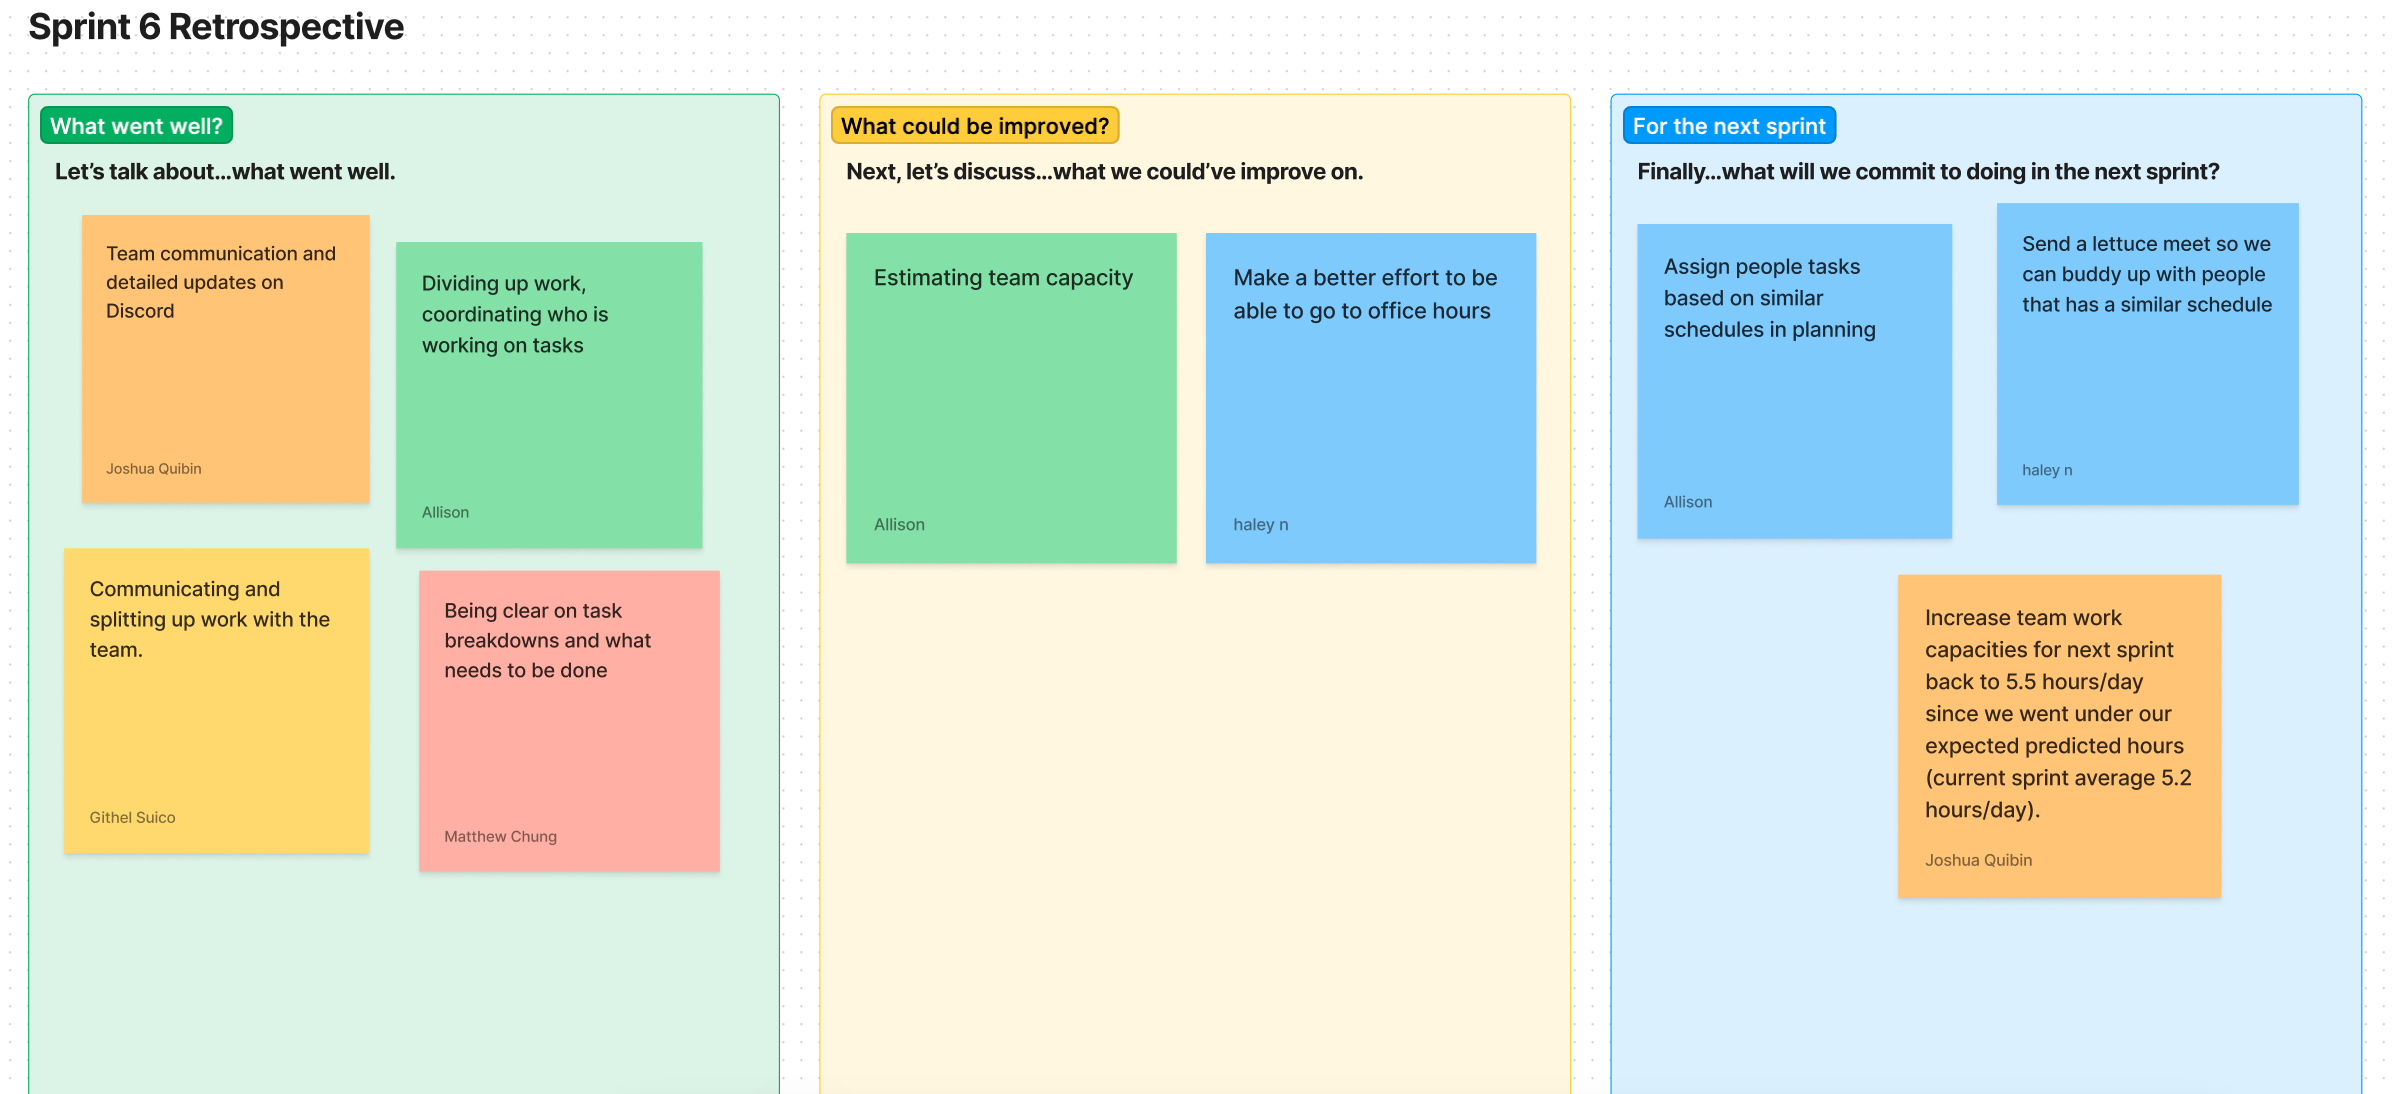 Sprint 6 Retrospective
What went well?
Let's talk about...what went well.
Team communication and
detailed updates on
Discord
Joshua Quibin
Dividing up work,
coordinating who is
working on tasks
Allison
Communicating and
splitting up work with the
team.
Githel Suico
Being clear on task
breakdowns and what
needs to be done
Matthew Chung
What could be improved?
Next, let's discuss...what we could've improve on.
Estimating team capacity
Allison
Make a better effort to be
able to go to office hours
haley n
For the next sprint
Finally...what will we commit to doing in the next sprint?
Assign people tasks
based on similar
schedules in planning
Allison
Send a lettuce meet so we
can buddy up with people
that has a similar schedule
haley n
Increase team work
capacities for next sprint
back to 5.5 hours/day
since we went under our
expected predicted hours
(current sprint average 5.2
hours/day).
Joshua Quibin